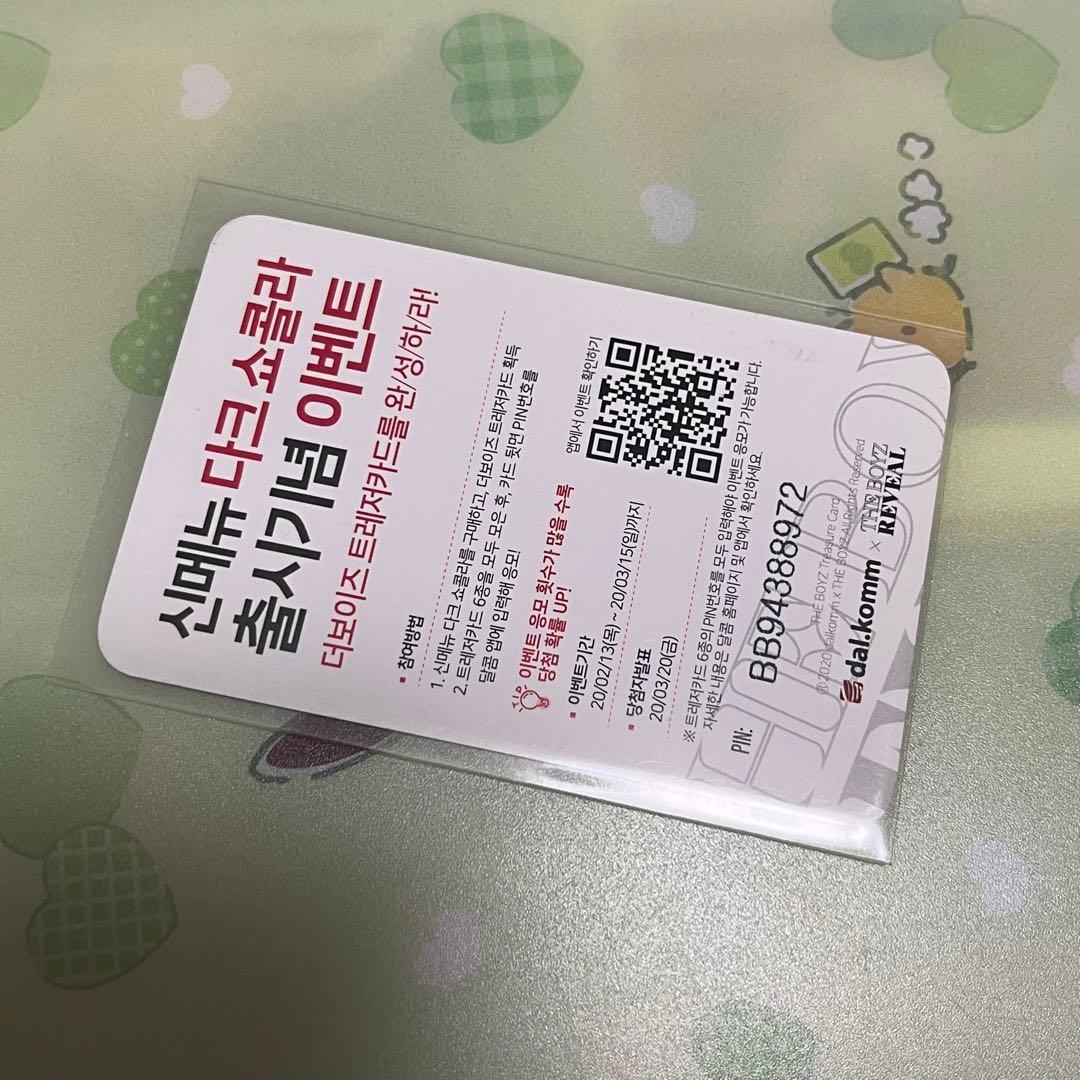 신메뉴 다크 쇼콜라
출시기념 이벤트
더보이즈 트레저카드를 완/성/하/라!
▪ 참여방법
1. 신메뉴 다크 쇼콜라를 구매하고, 더보이즈 트레저카드 획득
2. 트레저카드 6종을 모두 모은 후, 카드 뒷면 PIN번호를
달콤 앱에 입력해 응모!
TIP
이벤트 응모 횟수가 많을 수록
당첨 확률 UP!
앱에서 이벤트 확인하기
▪ 이벤트기간
20/02/13(목) ~ 20/03/15(일)까지
▪ 당첨자발표
20/03/20(금)
※ 트레저카드 6종의 PIN번호를 모두 입력해야 이벤트 응모가 가능합니다.
자세한 내용은 달콤 홈페이지 및 앱에서 확인하세요.
PIN: BB94388972
THE BOYZ Treasure Card
ⓡ 2020 dalkomm x THE BOYZ All Rights Reserved
dal.komm × THE BOYZ
REVEAL